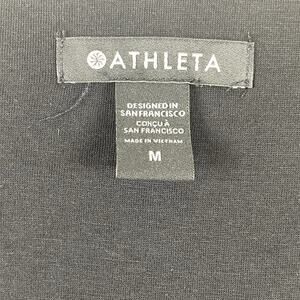 ATHLETA
DESIGNED IN
SAN FRANCISCO
CONÇU À
SAN FRANCISCO
MADE IN VIETNAM
M